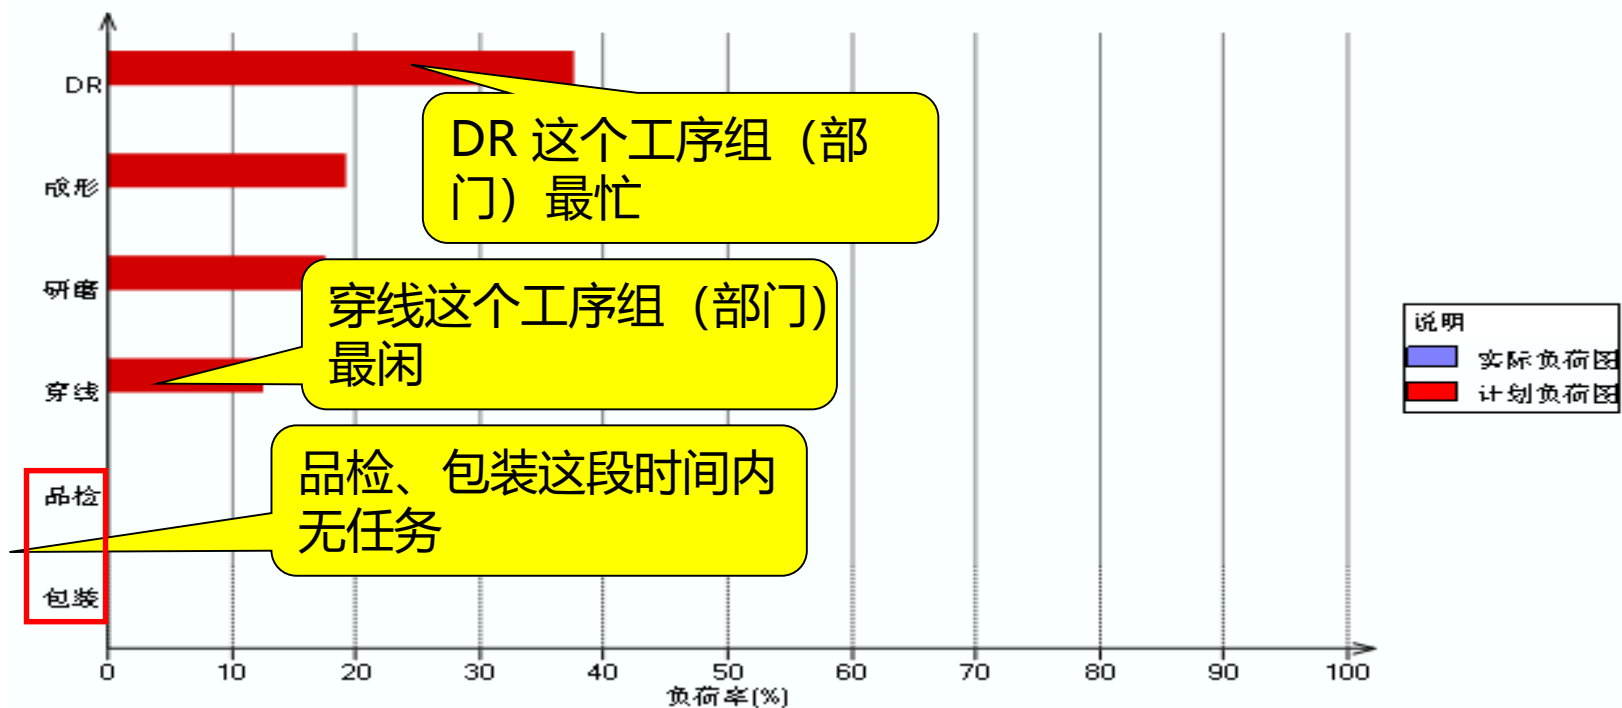 DR
DR 这个工序组（部
门）最忙
成形
研磨
穿线这个工序组（部门）
最闲
穿线
说明
实际负荷图
计划负荷图
品检、包装这段时间内
无任务
品检
包装
0 10 20 30 40 50 60 70 80 90 100
负荷率(%)